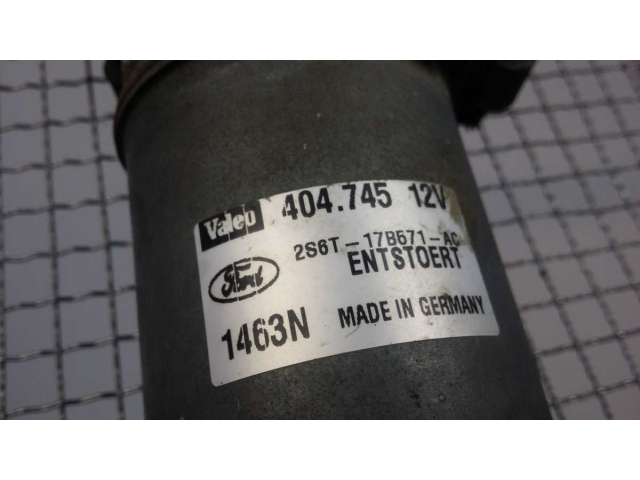 Valeo 404.745 12V
2S6T-17B571-AC
Ford ENTSTOERT
1463N MADE IN GERMANY